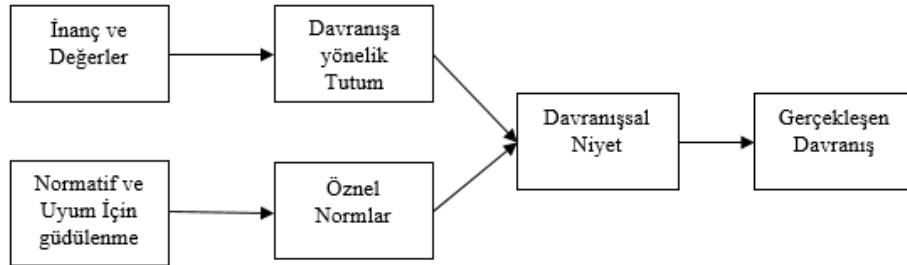 İnanç ve
Değerler
Davranışa
yönelik
Tutum
Davranışsal
Niyet
Gerçekleşen
Davranış
Normatif ve
Uyum İçin
güdülenme
Öznel
Normlar